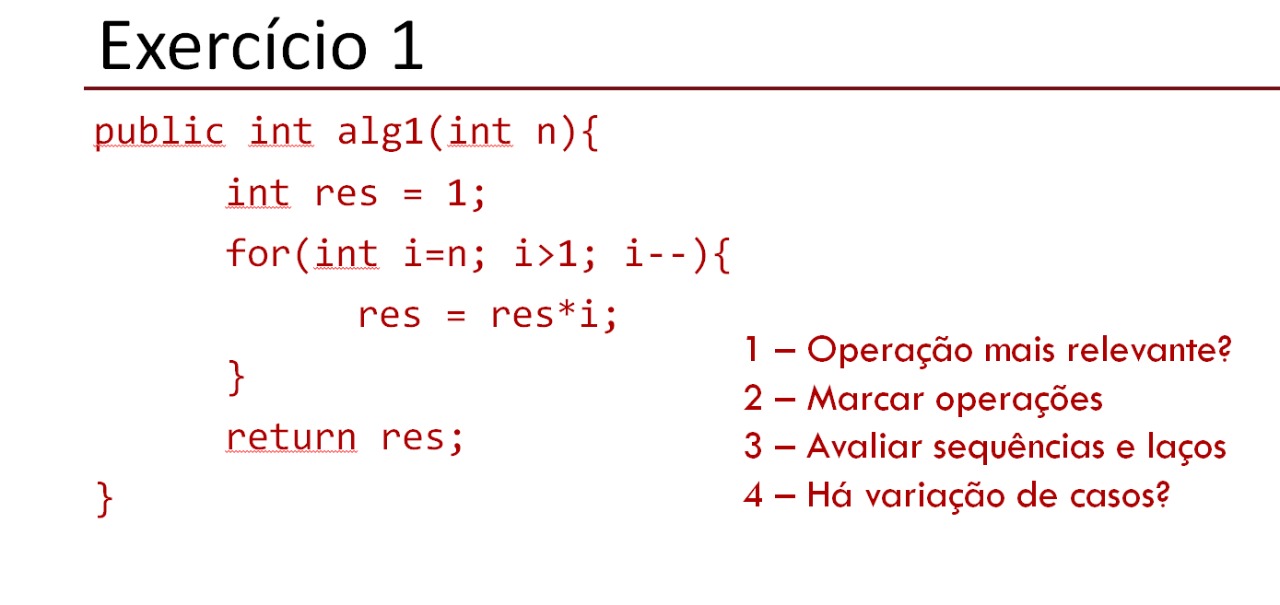 Exercício 1
public int alg1(int n){
int res = 1;
for(int i=n; i>1; i--){
res = res*i;
}
return res;
}
1 – Operação mais relevante?
2 – Marcar operações
3 – Avaliar sequências e laços
4 – Há variação de casos?